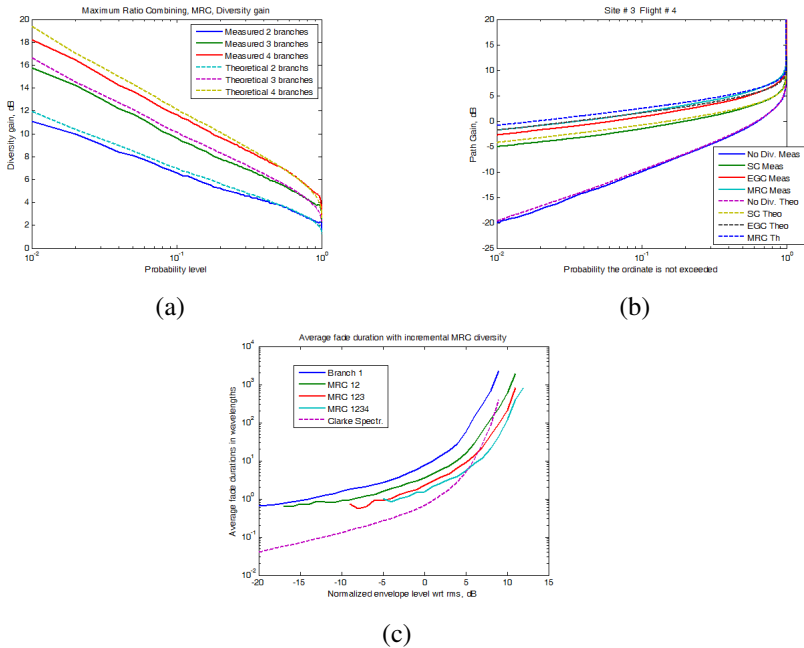 Maximum Ratio Combining, MRC, Diversity gain
20
18
16
14
12
10
8
6
4
2
0
Diversity gain, dB
Measured 2 branches
Measured 3 branches
Measured 4 branches
Theoretical 2 branches
Theoretical 3 branches
Theoretical 4 branches
10^-2 10^-1 10^0
Probability level
(a)
Site # 3 Flight # 4
20
15
10
5
0
-5
-10
-15
-20
-25
Path Gain, dB
No Div. Meas
SC Meas
EGC Meas
MRC Meas
No Div. Theo
SC Theo
EGC Theo
MRC Th
10^-2 10^-1 10^0
Probability the ordinate is not exceeded
(b)
Average fade duration with incremental MRC diversity
10^4
10^3
10^2
10^1
10^0
10^-1
10^-2
Average fade durations in wavelengths
Branch 1
MRC 12
MRC 123
MRC 1234
Clarke Spectr.
-20 -15 -10 -5 0 5 10 15
Normalized envelope level wrt rms, dB
(c)